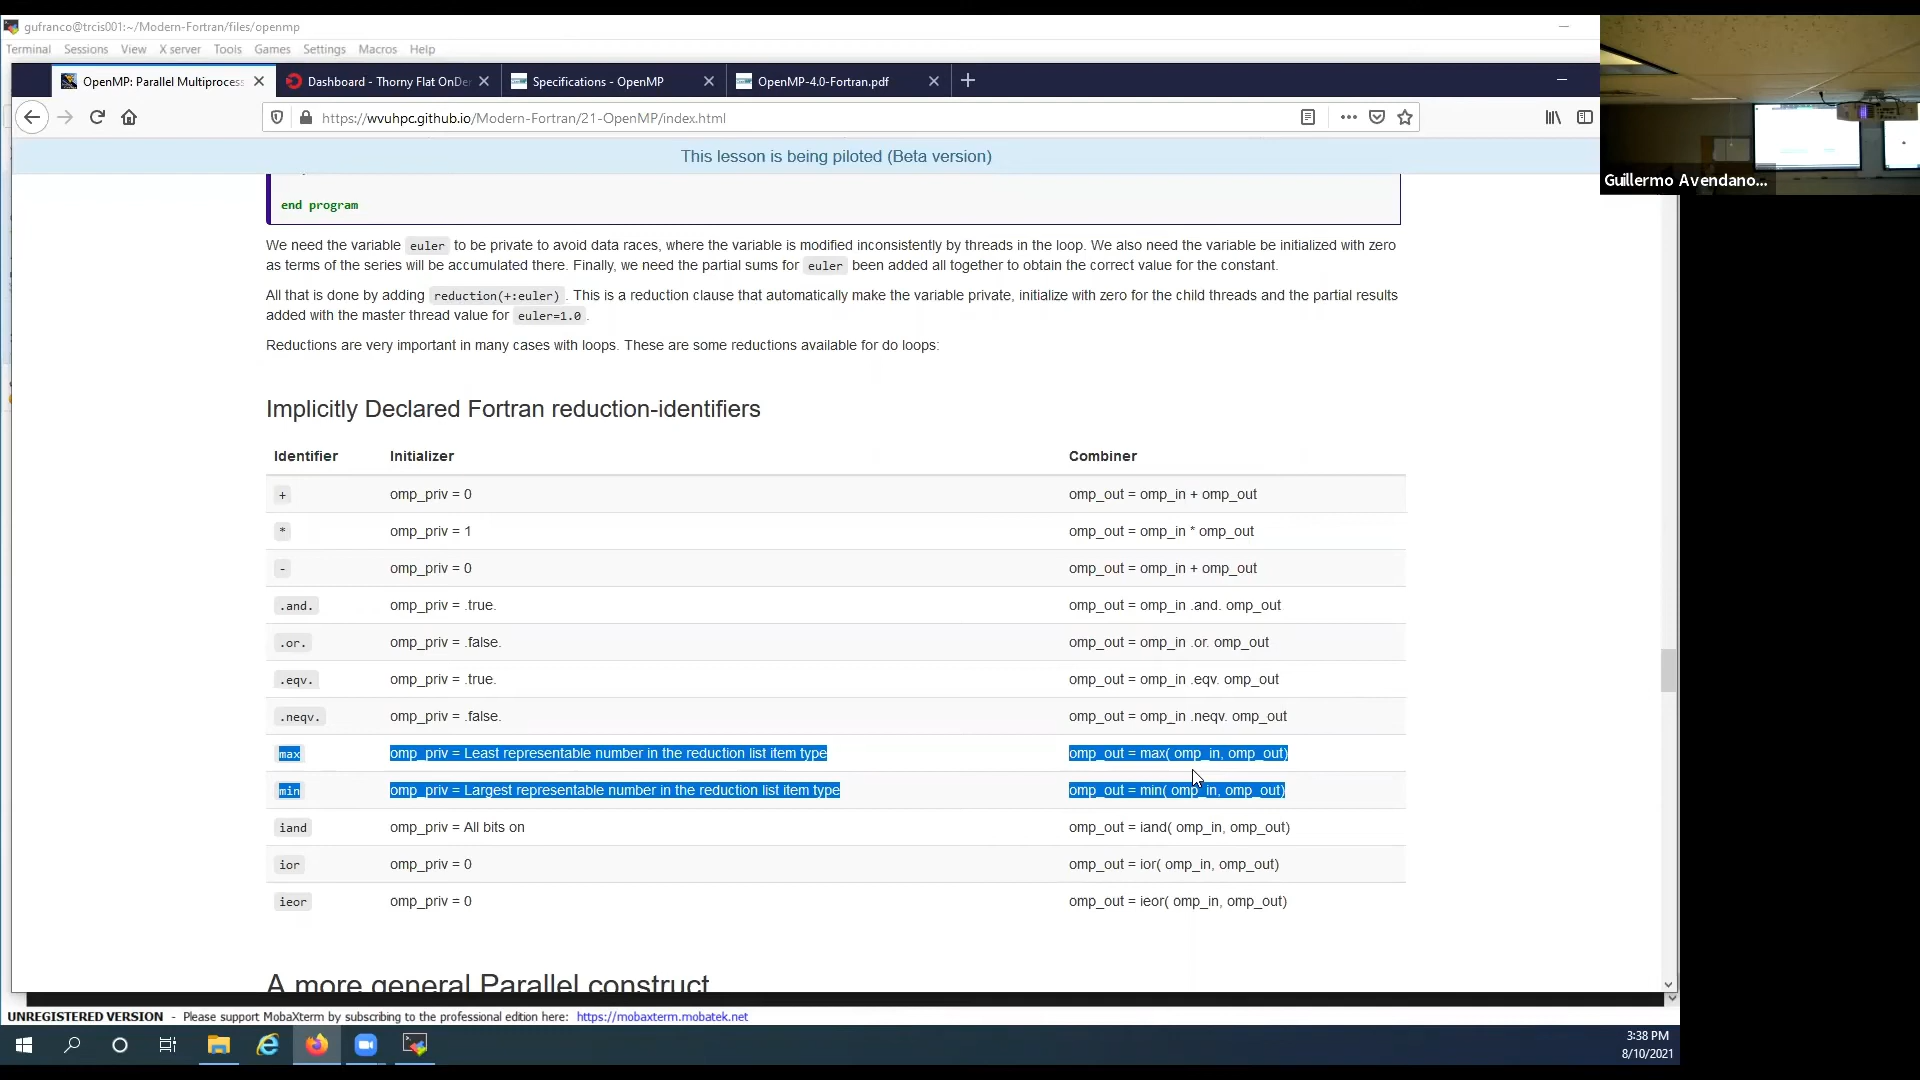 gufranco@trcis001:~/Modern-Fortran/files/openmp
Terminal Sessions View X server Tools Games Settings Macros Help
OpenMP: Parallel Multiprocess
Dashboard - Thorny Flat OnDe
Specifications - OpenMP
OpenMP-4.0-Fortran.pdf
https://wvuhpc.github.io/Modern-Fortran/21-OpenMP/index.html
Guillermo Avendano...
This lesson is being piloted (Beta version)
end program
We need the variable euler to be private to avoid data races, where the variable is modified inconsistently by threads in the loop. We also need the variable be initialized with zero
as terms of the series will be accumulated there. Finally, we need the partial sums for euler been added all together to obtain the correct value for the constant.
All that is done by adding reduction(+:euler) . This is a reduction clause that automatically make the variable private, initialize with zero for the child threads and the partial results
added with the master thread value for euler=1.0 .
Reductions are very important in many cases with loops. These are some reductions available for do loops:
Implicitly Declared Fortran reduction-identifiers
Identifier Initializer Combiner
+ omp_priv = 0 omp_out = omp_in + omp_out
* omp_priv = 1 omp_out = omp_in * omp_out
- omp_priv = 0 omp_out = omp_in + omp_out
.and. omp_priv = .true. omp_out = omp_in .and. omp_out
.or. omp_priv = .false. omp_out = omp_in .or. omp_out
.eqv. omp_priv = .true. omp_out = omp_in .eqv. omp_out
.neqv. omp_priv = .false. omp_out = omp_in .neqv. omp_out
max omp_priv = Least representable number in the reduction list item type omp_out = max( omp_in, omp_out)
min omp_priv = Largest representable number in the reduction list item type omp_out = min( omp_in, omp_out)
iand omp_priv = All bits on omp_out = iand( omp_in, omp_out)
ior omp_priv = 0 omp_out = ior( omp_in, omp_out)
ieor omp_priv = 0 omp_out = ieor( omp_in, omp_out)
A more general Parallel construct
UNREGISTERED VERSION - Please support MobaXterm by subscribing to the professional edition here: https://mobaxterm.mobatek.net
3:38 PM
8/10/2021